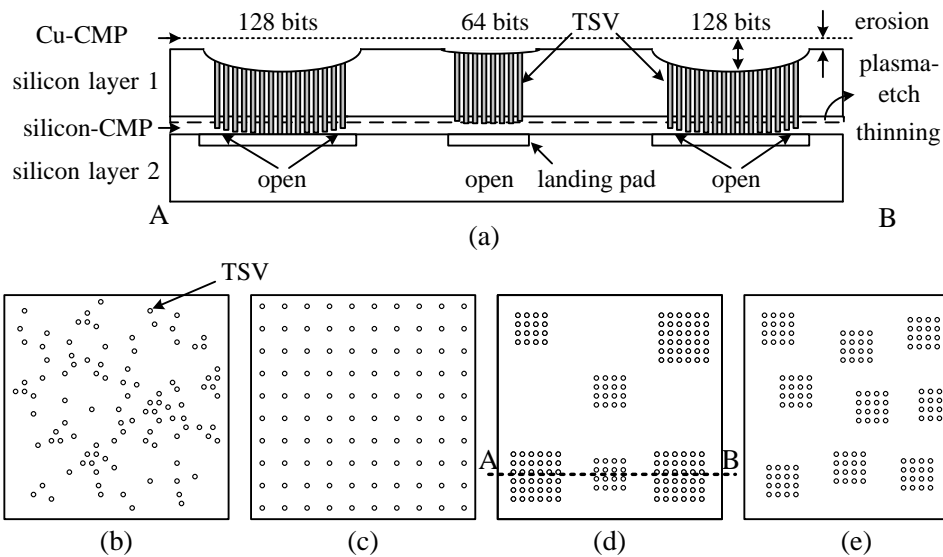 128 bits
64 bits
TSV
128 bits
erosion
Cu-CMP
silicon layer 1
plasma-
etch
silicon-CMP
thinning
silicon layer 2
open
open
landing pad
open
A
B
(a)
TSV
A
B
(b)
(c)
(d)
(e)